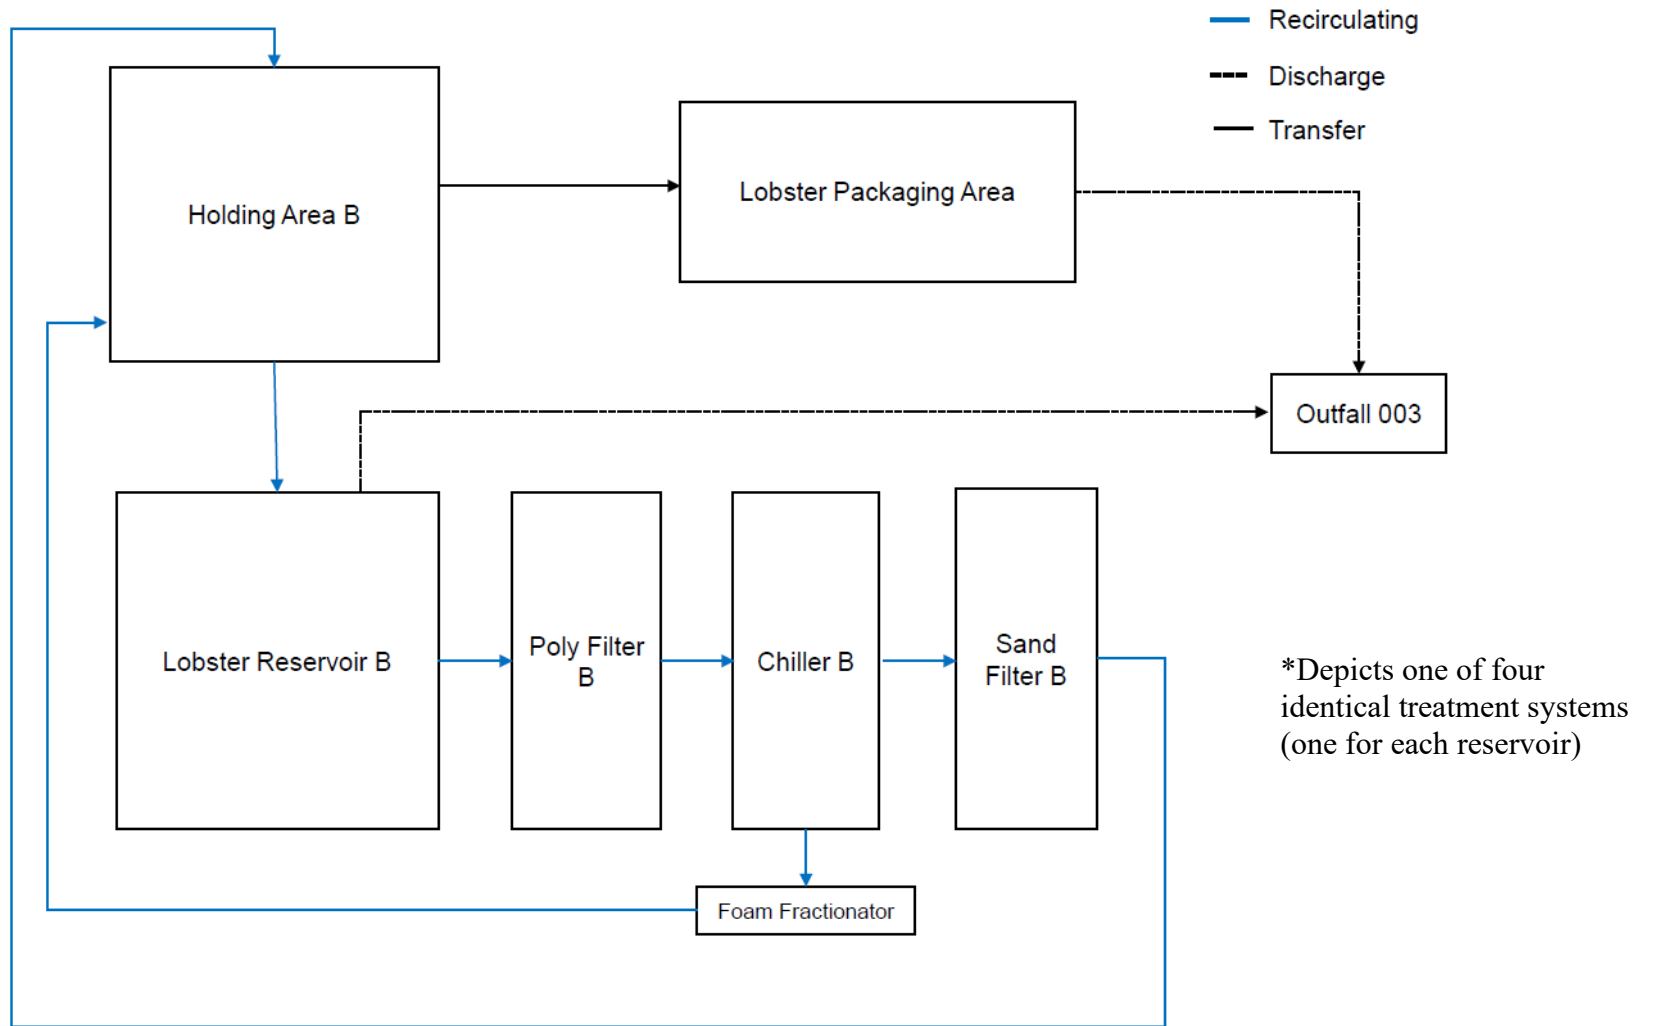 Recirculating
Discharge
Transfer
Holding Area B
Lobster Packaging Area
Outfall 003
Lobster Reservoir B
Poly Filter
B
Chiller B
Sand
Filter B
Foam Fractionator
*Depicts one of four
identical treatment systems
(one for each reservoir)